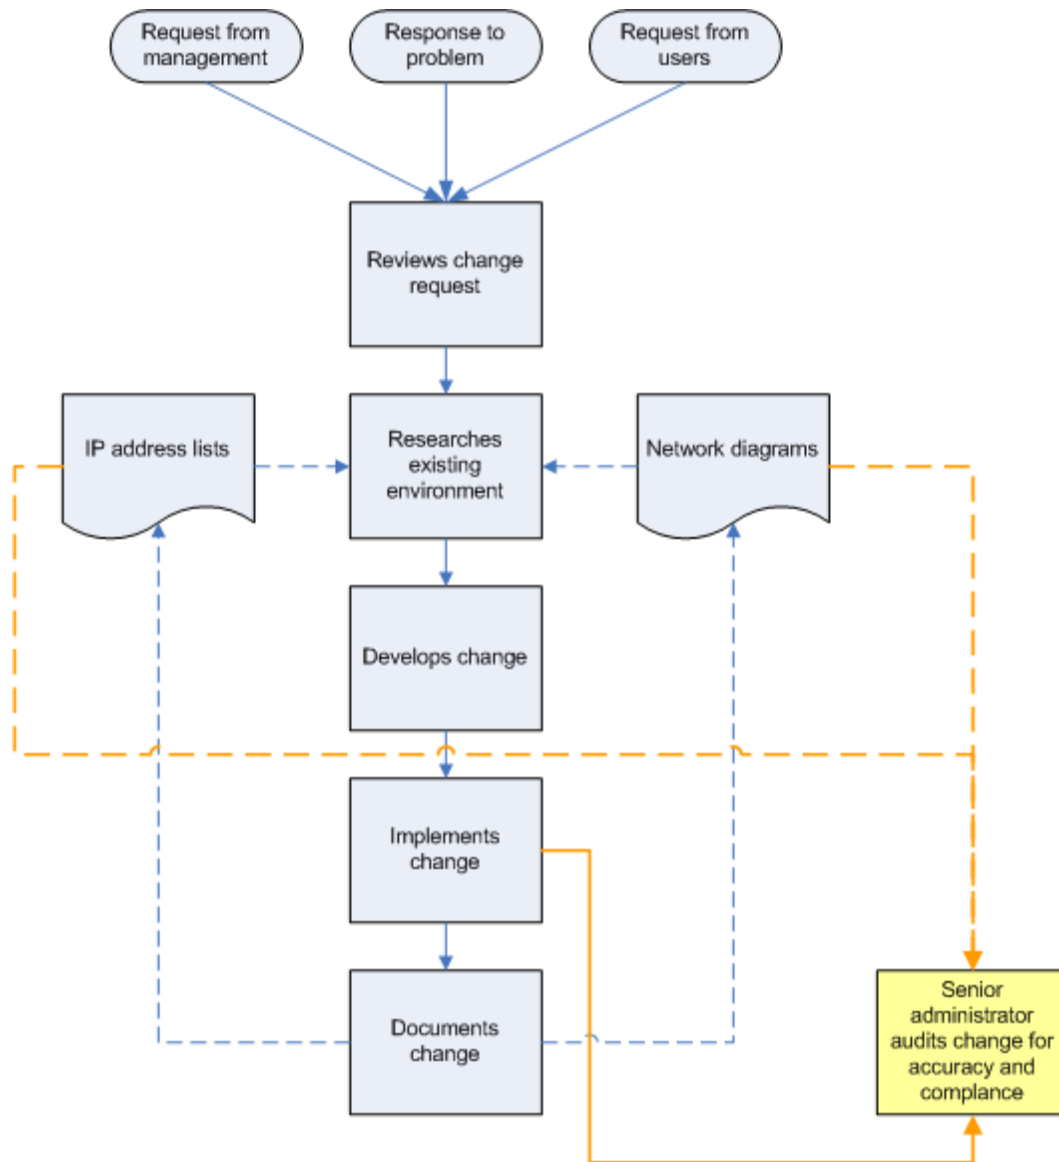 Request from
management
Response to
problem
Request from
users
Reviews change
request
IP address lists
Researches
existing
environment
Network diagrams
Develops change
Implements
change
Documents
change
Senior
administrator
audits change for
accuracy and
complance